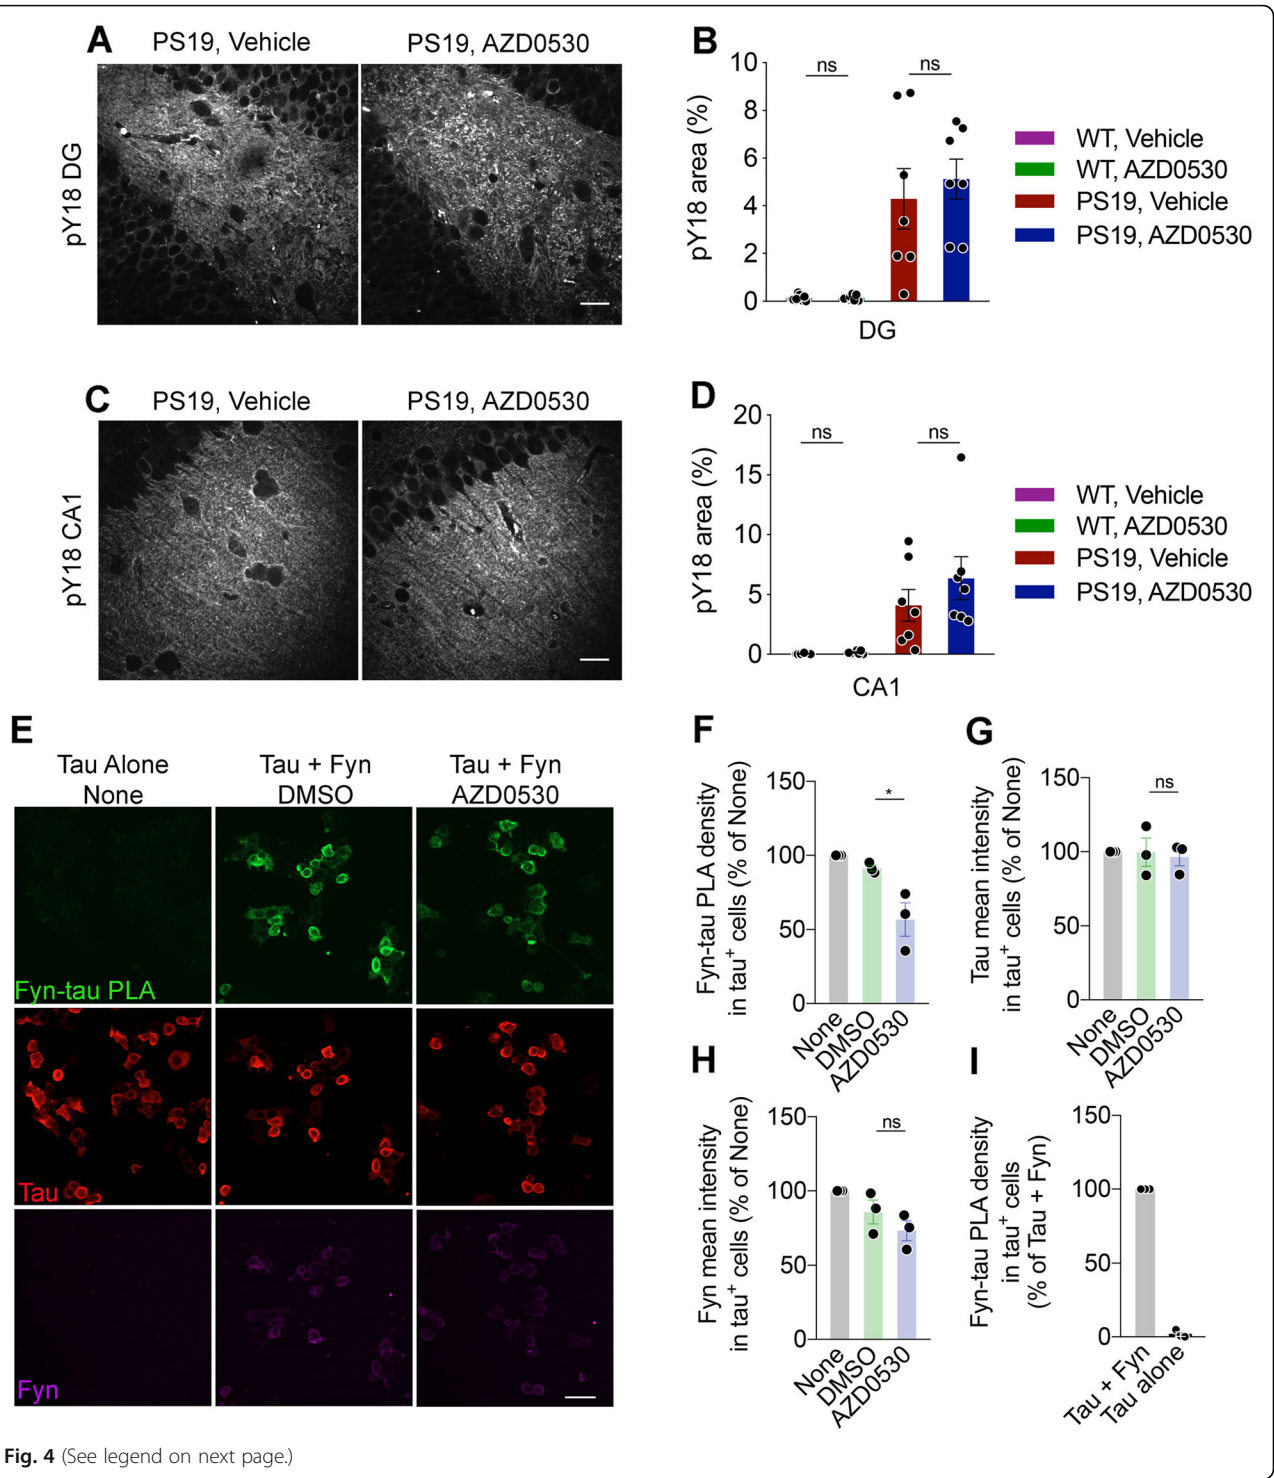 A
PS19, Vehicle
PS19, AZD0530
pY18 DG
B
pY18 area (%)
10
8
6
4
2
0
ns
ns
DG
WT, Vehicle
WT, AZD0530
PS19, Vehicle
PS19, AZD0530
C
PS19, Vehicle
PS19, AZD0530
pY18 CA1
D
pY18 area (%)
20
15
10
5
0
ns
ns
CA1
WT, Vehicle
WT, AZD0530
PS19, Vehicle
PS19, AZD0530
E
Tau Alone
None
Tau + Fyn
DMSO
Tau + Fyn
AZD0530
Fyn-tau PLA
Tau
Fyn
F
Fyn-tau PLA density
in tau+ cells (% of None)
150
100
50
0
*
None
DMSO
AZD0530
G
Tau mean intensity
in tau+ cells (% of None)
150
100
50
0
ns
None
DMSO
AZD0530
H
Fyn mean intensity
in tau+ cells (% of None)
150
100
50
0
ns
None
DMSO
AZD0530
I
Fyn-tau PLA density
in tau+ cells
(% of Tau + Fyn)
150
100
50
0
Tau + Fyn
Tau alone
Fig. 4 (See legend on next page.)